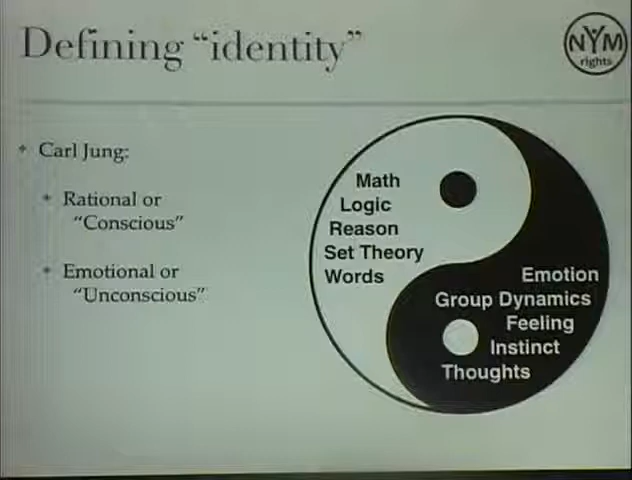 Defining “identity”
NYM
rights
Carl Jung:
Rational or
“Conscious”
Emotional or
“Unconscious”
Math
Logic
Reason
Set Theory
Words
Emotion
Group Dynamics
Feeling
Instinct
Thoughts